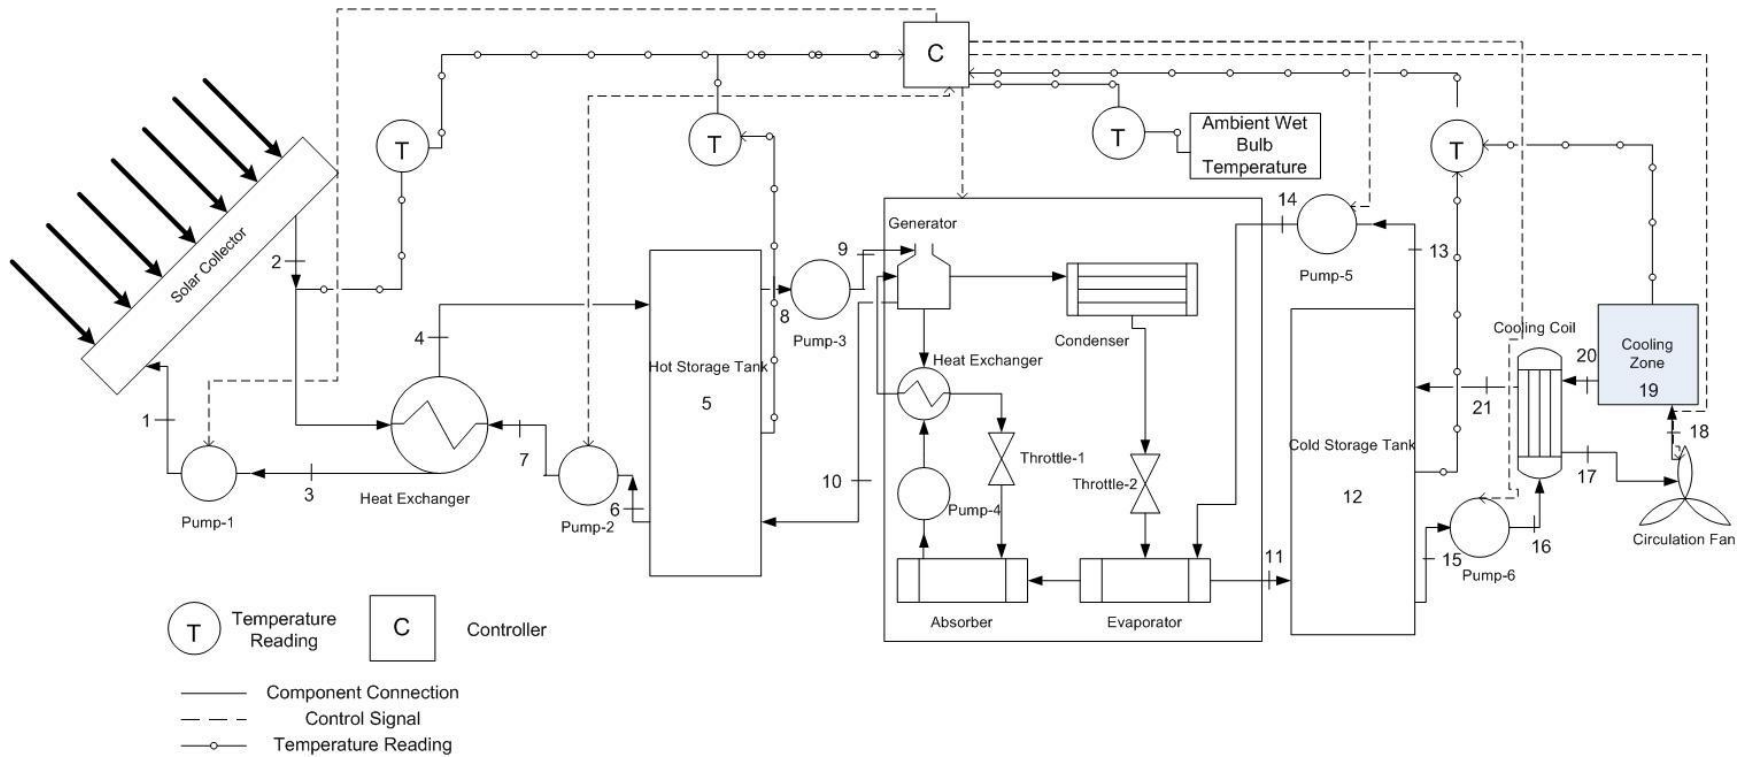 C
T
T
T
Ambient Wet
Bulb
Temperature
T
Solar Collector
2
Generator
9
14
Pump-5
13
8
Pump-3
4
Condenser
Cooling Coil
Cooling
Zone
19
20
Hot Storage Tank
5
Heat Exchanger
21
1
7
18
3
Heat Exchanger
Pump-1
6
Pump-2
10
Pump-4
Throttle-1
Throttle-2
Cold Storage Tank
12
17
16
15
Pump-6
Circulation Fan
11
Absorber
Evaporator
T
Temperature
Reading
C
Controller
Component Connection
Control Signal
Temperature Reading